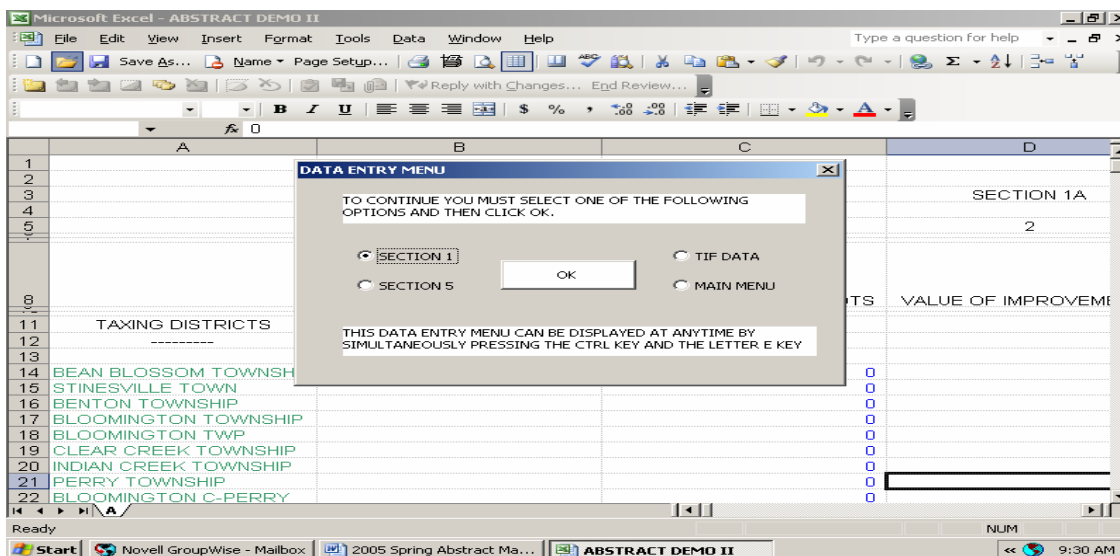 Microsoft Excel - ABSTRACT DEMO II
File Edit View Insert Format Tools Data Window Help Type a question for help
Save As... Name Page Setup...
Reply with Changes... End Review...
B I U $ % ,
fx 0
A B C D
1
2
3 SECTION 1A
4
5 2
8 VALUE OF IMPROVEME
11 TAXING DISTRICTS
12 ---------
13
14 BEAN BLOSSOM TOWNSH 0
15 STINESVILLE TOWN 0
16 BENTON TOWNSHIP 0
17 BLOOMINGTON TOWNSHIP 0
18 BLOOMINGTON TWP 0
19 CLEAR CREEK TOWNSHIP 0
20 INDIAN CREEK TOWNSHIP 0
21 PERRY TOWNSHIP 0
22 BLOOMINGTON C-PERRY 0
DATA ENTRY MENU
TO CONTINUE YOU MUST SELECT ONE OF THE FOLLOWING
OPTIONS AND THEN CLICK OK.
SECTION 1 TIF DATA
OK
SECTION 5 MAIN MENU
THIS DATA ENTRY MENU CAN BE DISPLAYED AT ANYTIME BY
SIMULTANEOUSLY PRESSING THE CTRL KEY AND THE LETTER E KEY
A
Ready NUM
Start Novell GroupWise - Mailbox 2005 Spring Abstract Ma... ABSTRACT DEMO II 9:30 AM